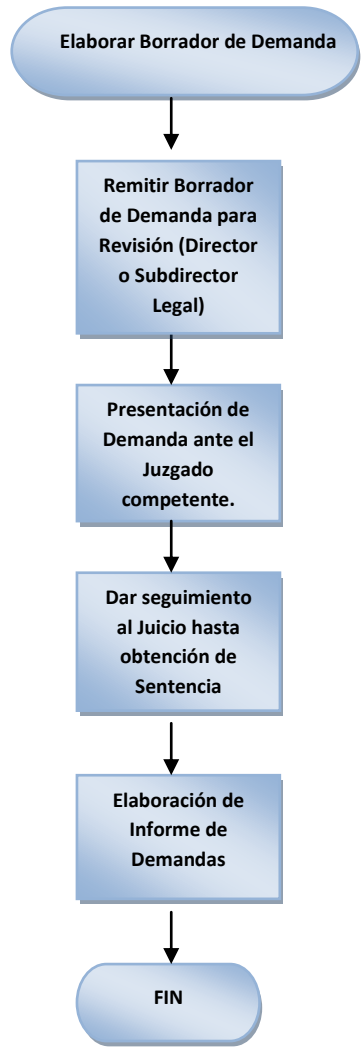 Elaborar Borrador de Demanda
Remitir Borrador
de Demanda para
Revisión (Director
o Subdirector
Legal)
Presentación de
Demanda ante el
Juzgado
competente.
Dar seguimiento
al Juicio hasta
obtención de
Sentencia
Elaboración de
Informe de
Demandas
FIN